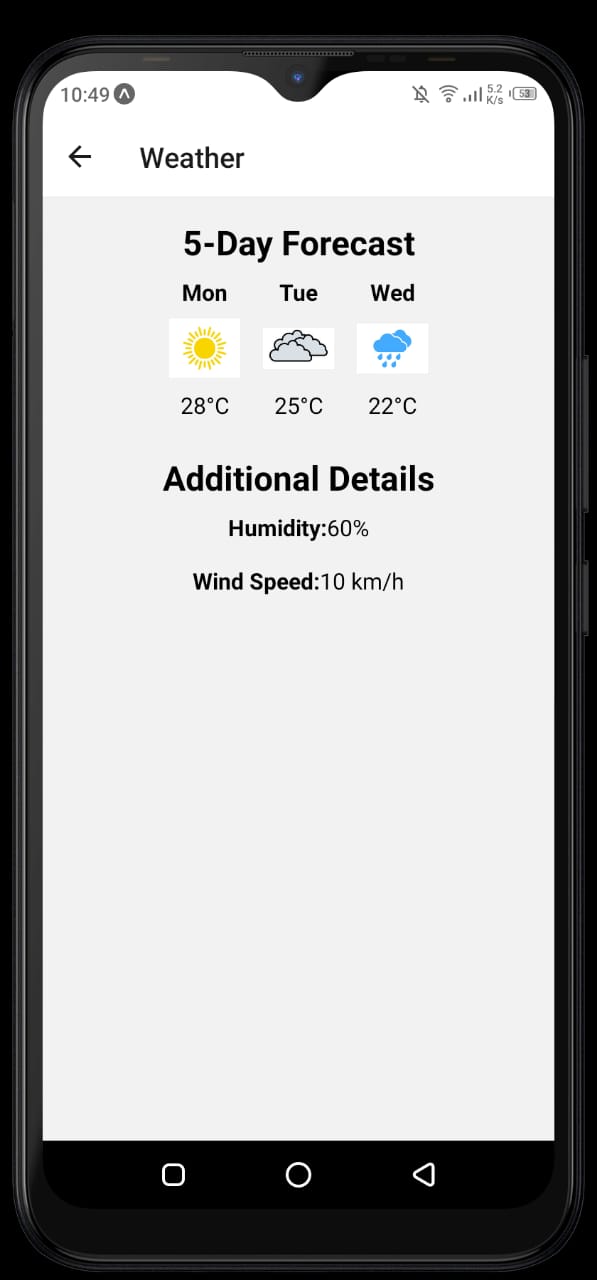 10:49
5.2
K/s
53
Weather
5-Day Forecast
Mon Tue Wed
28°C 25°C 22°C
Additional Details
Humidity:60%
Wind Speed:10 km/h